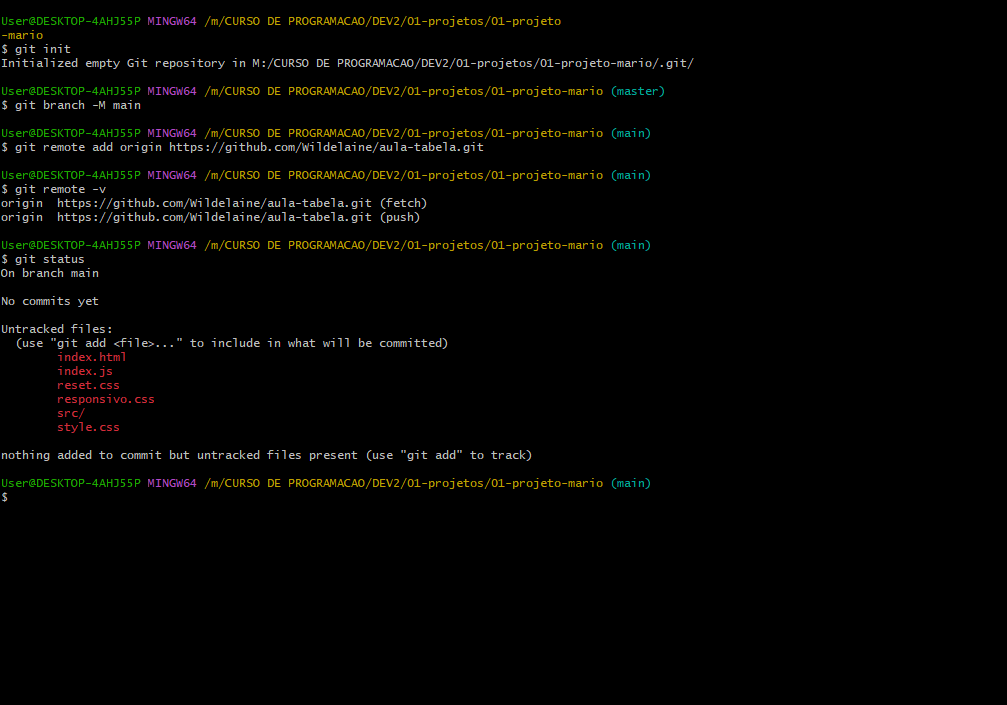 User@DESKTOP-4AHJ55P MINGW64 /m/CURSO DE PROGRAMACAO/DEV2/01-projetos/01-projeto
-mario
$ git init
Initialized empty Git repository in M:/CURSO DE PROGRAMACAO/DEV2/01-projetos/01-projeto-mario/.git/
User@DESKTOP-4AHJ55P MINGW64 /m/CURSO DE PROGRAMACAO/DEV2/01-projetos/01-projeto-mario (master)
$ git branch -M main
User@DESKTOP-4AHJ55P MINGW64 /m/CURSO DE PROGRAMACAO/DEV2/01-projetos/01-projeto-mario (main)
$ git remote add origin https://github.com/Wildelaine/aula-tabela.git
User@DESKTOP-4AHJ55P MINGW64 /m/CURSO DE PROGRAMACAO/DEV2/01-projetos/01-projeto-mario (main)
$ git remote -v
origin  https://github.com/Wildelaine/aula-tabela.git (fetch)
origin  https://github.com/Wildelaine/aula-tabela.git (push)
User@DESKTOP-4AHJ55P MINGW64 /m/CURSO DE PROGRAMACAO/DEV2/01-projetos/01-projeto-mario (main)
$ git status
On branch main
No commits yet
Untracked files:
  (use "git add <file>..." to include in what will be committed)
        index.html
        index.js
        reset.css
        responsivo.css
        src/
        style.css
nothing added to commit but untracked files present (use "git add" to track)
User@DESKTOP-4AHJ55P MINGW64 /m/CURSO DE PROGRAMACAO/DEV2/01-projetos/01-projeto-mario (main)
$